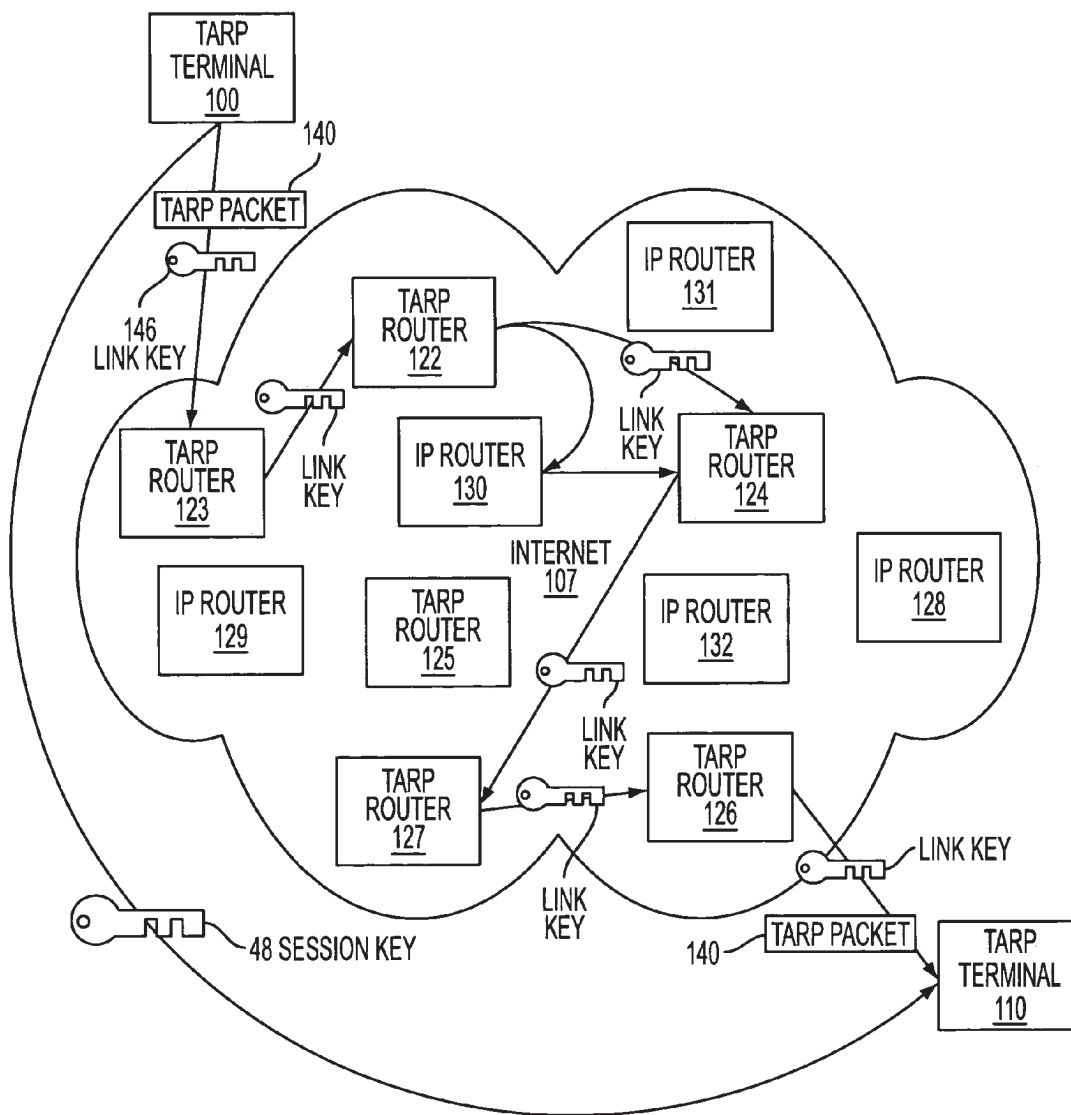 TARP
TERMINAL
100
140
TARP PACKET
146
LINK KEY
TARP
ROUTER
122
IP ROUTER
131
LINK
KEY
LINK
KEY
TARP
ROUTER
123
IP ROUTER
130
TARP
ROUTER
124
INTERNET
107
IP ROUTER
129
TARP
ROUTER
125
IP ROUTER
132
IP ROUTER
128
LINK
KEY
TARP
ROUTER
127
TARP
ROUTER
126
LINK
KEY
LINK KEY
48 SESSION KEY
140
TARP PACKET
TARP
TERMINAL
110